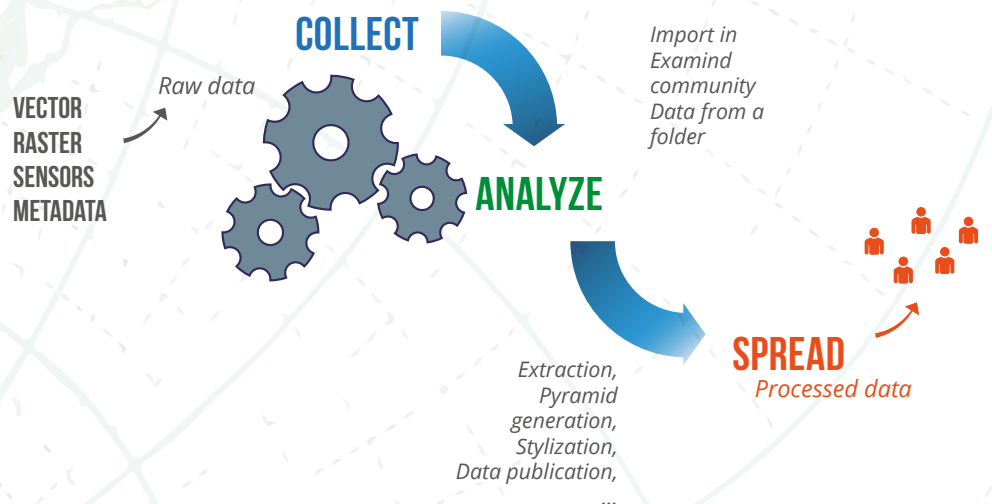 COLLECT
Raw data
VECTOR
RASTER
SENSORS
METADATA
Import in
Examind
community
Data from a
folder
ANALYZE
Extraction,
Pyramid
generation,
Stylization,
Data publication,
...
SPREAD
Processed data